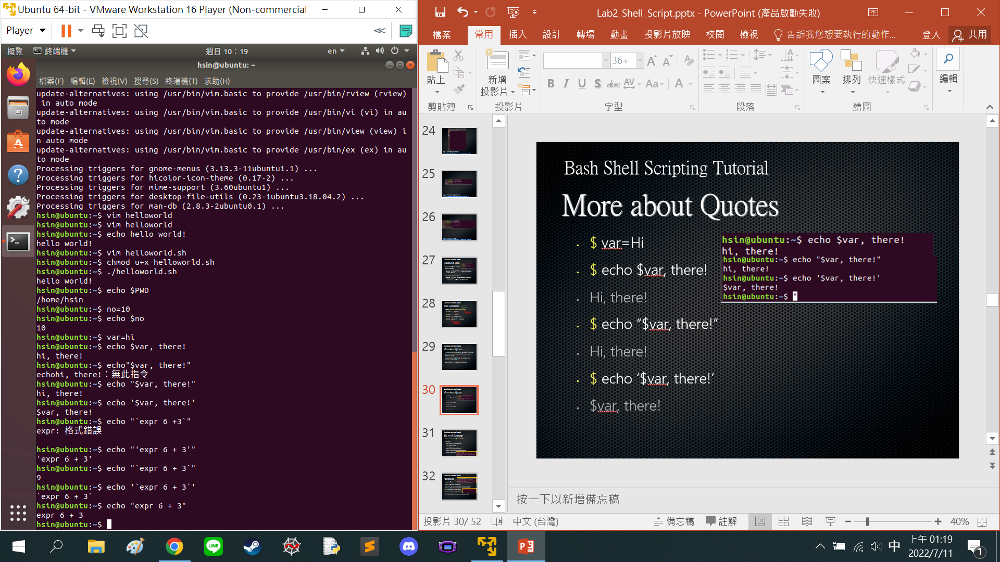 Ubuntu 64-bit - VMware Workstation 16 Player (Non-commercial
Player
概覽
終端機
週日 10：19
en
hsin@ubuntu: ~
檔案(F) 編輯(E) 檢視(V) 搜尋(S) 終端機(T) 求助(H)
update-alternatives: using /usr/bin/vim.basic to provide /usr/bin/rview (rview)
in auto mode
update-alternatives: using /usr/bin/vim.basic to provide /usr/bin/vi (vi) in au
to mode
update-alternatives: using /usr/bin/vim.basic to provide /usr/bin/view (view) i
n auto mode
update-alternatives: using /usr/bin/vim.basic to provide /usr/bin/ex (ex) in au
to mode
Processing triggers for gnome-menus (3.13.3-11ubuntu1.1) ...
Processing triggers for hicolor-icon-theme (0.17-2) ...
Processing triggers for mime-support (3.60ubuntu1) ...
Processing triggers for desktop-file-utils (0.23-1ubuntu3.18.04.2) ...
Processing triggers for man-db (2.8.3-2ubuntu0.1) ...
hsin@ubuntu:~$ vim helloworld
hsin@ubuntu:~$ vim helloworld
hsin@ubuntu:~$ echo hello world!
hello world!
hsin@ubuntu:~$ vim helloworld.sh
hsin@ubuntu:~$ chmod u+x helloworld.sh
hsin@ubuntu:~$ ./helloworld.sh
hello world!
hsin@ubuntu:~$ echo $PWD
/home/hsin
hsin@ubuntu:~$ no=10
hsin@ubuntu:~$ echo $no
10
hsin@ubuntu:~$ var=hi
hsin@ubuntu:~$ echo $var, there!
hi, there!
hsin@ubuntu:~$ echo"$var, there!"
echohi, there!：無此指令
hsin@ubuntu:~$ echo "$var, there!"
hi, there!
hsin@ubuntu:~$ echo '$var, there!'
$var, there!
hsin@ubuntu:~$ echo "`expr 6 +3`"
expr: 格式錯誤
hsin@ubuntu:~$ echo "'expr 6 + 3'"
'expr 6 + 3'
hsin@ubuntu:~$ echo "`expr 6 + 3`"
9
hsin@ubuntu:~$ echo '`expr 6 + 3`'
`expr 6 + 3`
hsin@ubuntu:~$ echo "expr 6 + 3"
expr 6 + 3
hsin@ubuntu:~$
Lab2_Shell_Script.pptx - PowerPoint (產品啟動失敗)
檔案 常用 插入 設計 轉場 動畫 投影片放映 校閱 檢視 告訴我您想要執行的動作... 登入 共用
貼上
新增
投影片
36+
B I U S abc AV Aa A
圖案 排列 快速樣式 編輯
剪貼簿 投影片 字型 段落 繪圖
24
25
26
27
28
29
30
31
32
Bash Shell Scripting Tutorial
More about Quotes
$ var=Hi
$ echo $var, there!
Hi, there!
$ echo “$var, there!”
Hi, there!
$ echo ‘$var, there!’
$var, there!
hsin@ubuntu:~$ echo $var, there!
hi, there!
hsin@ubuntu:~$ echo "$var, there!"
hi, there!
hsin@ubuntu:~$ echo '$var, there!'
$var, there!
hsin@ubuntu:~$ "
按一下以新增備忘稿
投影片 30/ 52 中文 (台灣) 備忘稿 註解 40%
LINE
中
上午 01:19
2022/7/11
1